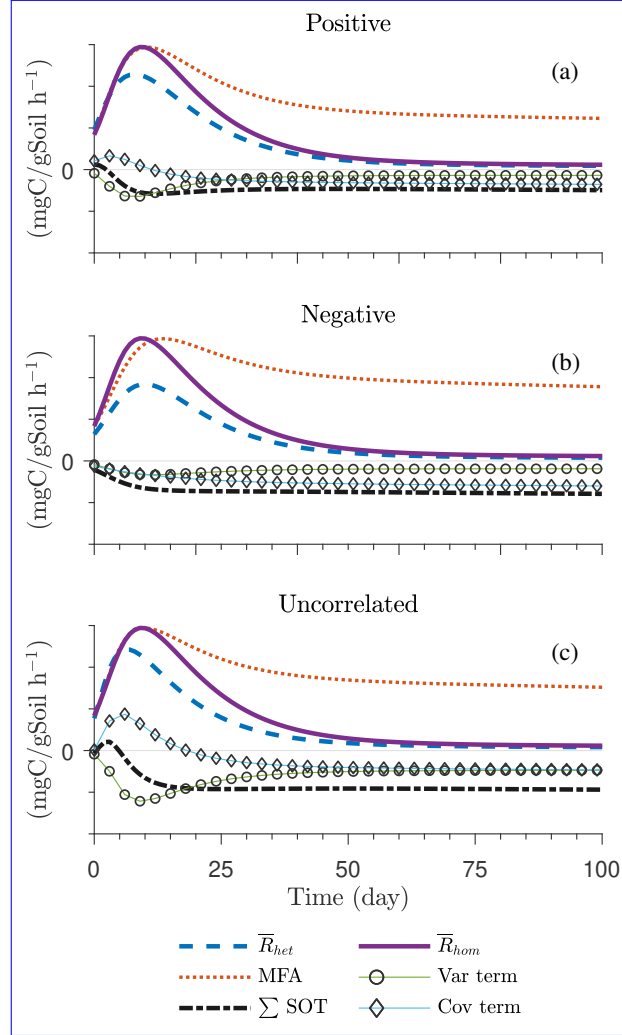 Positive
(a)
0
(mgC/gSoil h⁻¹)
Negative
(b)
0
(mgC/gSoil h⁻¹)
Uncorrelated
(c)
0
(mgC/gSoil h⁻¹)
0 25 50 75 100
Time (day)
R̅het R̅hom
MFA Var term
∑ SOT Cov term